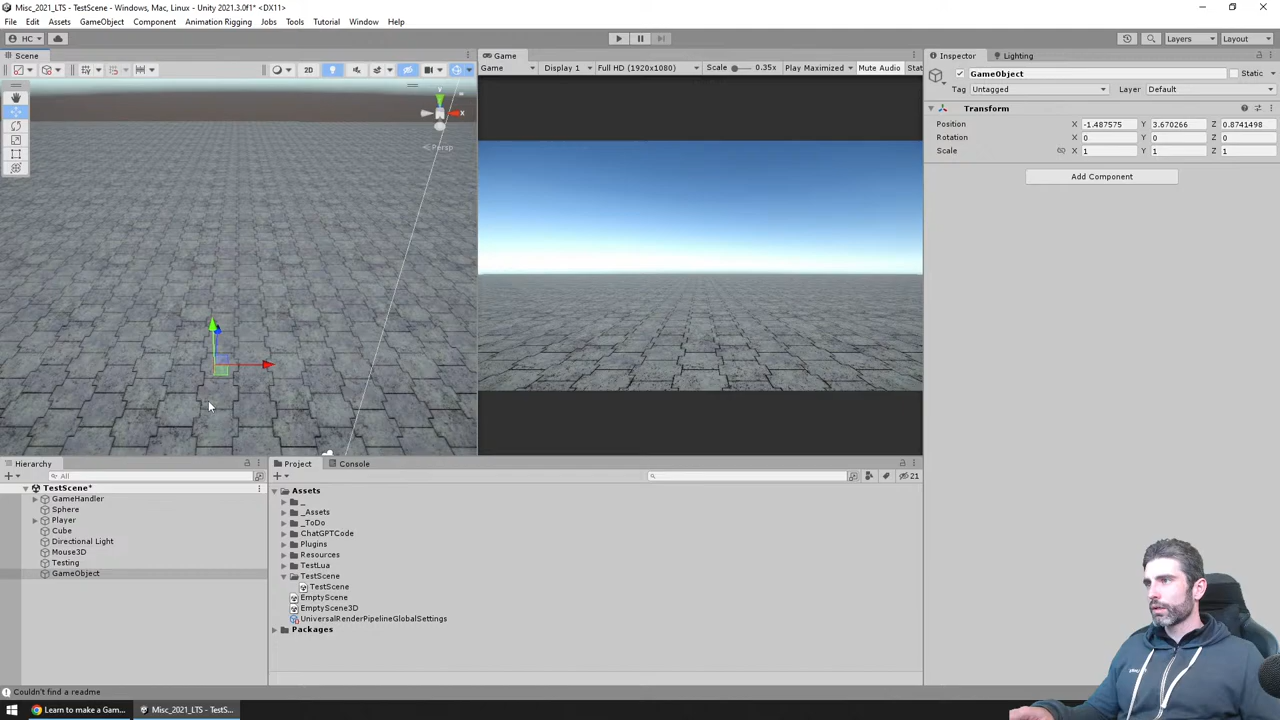 Misc_2021_LTS - TestScene - Windows, Mac, Linux - Unity 2021.3.0f1* <DX11>
File Edit Assets GameObject Component Animation Rigging Jobs Tools Tutorial Window Help
HC Layers Layout
Scene
2D
y
x
Persp
Game
Game Display 1 Full HD (1920x1080) Scale 0.35x Play Maximized Mute Audio Stat
Inspector Lighting
GameObject Static
Tag Untagged Layer Default
Transform
Position X -1.487575 Y 3.670266 Z 0.8741498
Rotation X 0 Y 0 Z 0
Scale X 1 Y 1 Z 1
Add Component
Hierarchy
All
TestScene*
GameHandler
Sphere
Player
Cube
Directional Light
Mouse3D
Testing
GameObject
Project Console
21
Assets
_
_Assets
_ToDo
ChatGPTCode
Plugins
Resources
TestLua
TestScene
TestScene
EmptyScene
EmptyScene3D
UniversalRenderPipelineGlobalSettings
Packages
Couldn't find a readme
Learn to make a Gam... Misc_2021_LTS - TestS...